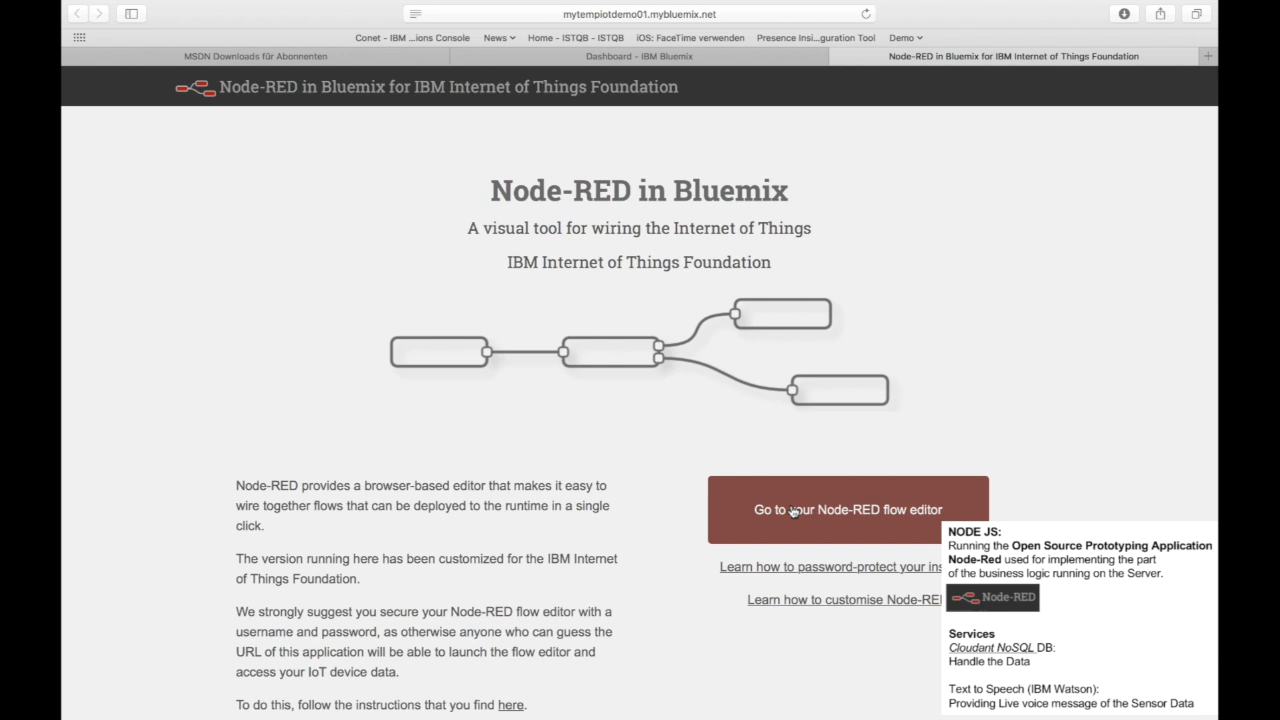 mytempiotdemo01.mybluemix.net
Conet - IBM ...ions Console
News
Home - ISTQB - ISTQB
iOS: FaceTime verwenden
Presence Insi...guration Tool
Demo
MSDN Downloads für Abonnenten
Dashboard - IBM Bluemix
Node-RED in Bluemix for IBM Internet of Things Foundation
Node-RED in Bluemix for IBM Internet of Things Foundation
Node-RED in Bluemix
A visual tool for wiring the Internet of Things
IBM Internet of Things Foundation
Node-RED provides a browser-based editor that makes it easy to
wire together flows that can be deployed to the runtime in a single
click.
The version running here has been customized for the IBM Internet
of Things Foundation.
We strongly suggest you secure your Node-RED flow editor with a
username and password, as otherwise anyone who can guess the
URL of this application will be able to launch the flow editor and
access your IoT device data.
To do this, follow the instructions that you find here.
Go to your Node-RED flow editor
Learn how to password-protect your ins
Learn how to customise Node-RE
NODE JS:
Running the Open Source Prototyping Application
Node-Red used for implementing the part
of the business logic running on the Server.
Node-RED
Services
Cloudant NoSQL DB:
Handle the Data
Text to Speech (IBM Watson):
Providing Live voice message of the Sensor Data